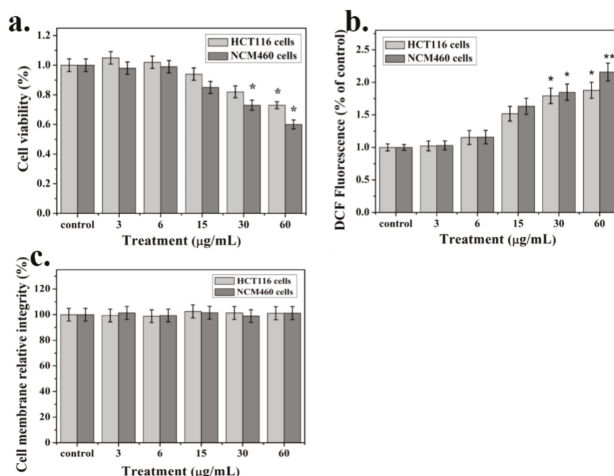 a.
HCT116 cells
NCM460 cells
Cell viability (%)
1.2
1.0
0.8
0.6
0.4
0.2
0.0
* * *
control 3 6 15 30 60
Treatment (μg/mL)
b.
HCT116 cells
NCM460 cells
DCF Fluorescence (% of control)
2.5
2.0
1.5
1.0
0.5
0.0
* * * **
control 3 6 15 30 60
Treatment (μg/mL)
c.
HCT116 cells
NCM460 cells
Cell membrane relative integrity (%)
120
100
80
60
40
20
0
control 3 6 15 30 60
Treatment (μg/mL)